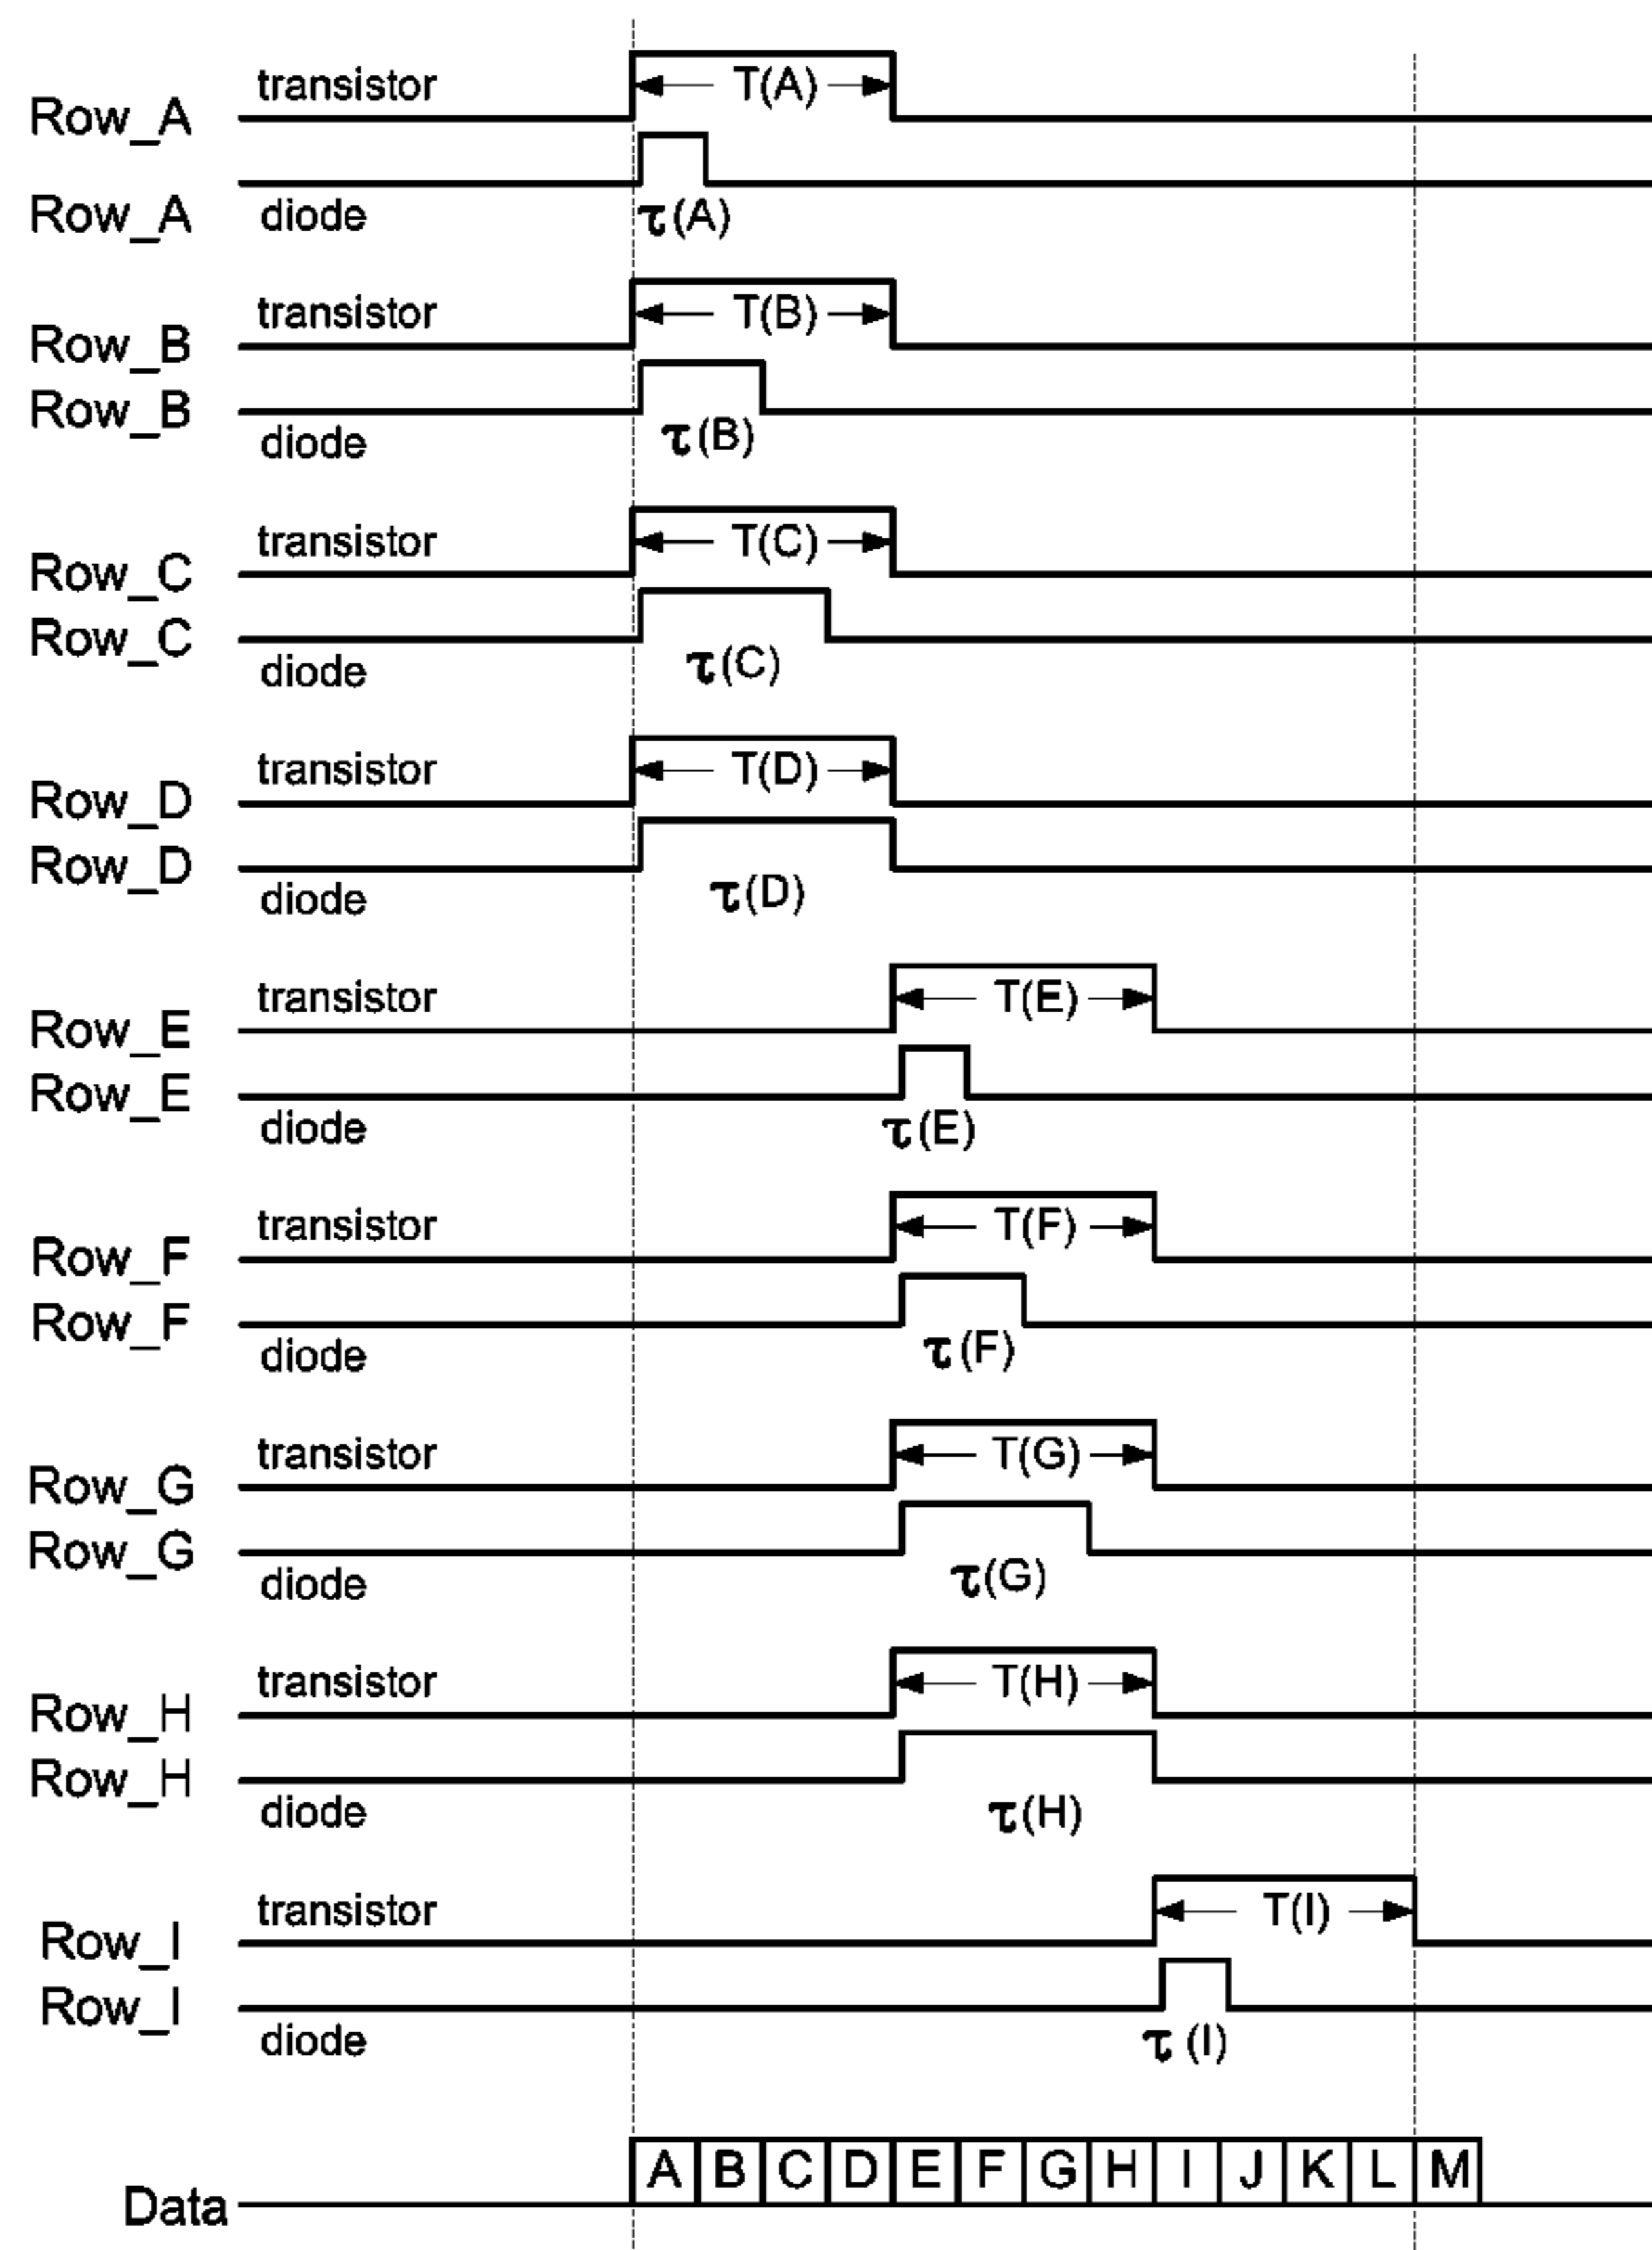 transistor
T(A)
Row_A
Row_A
diode
τ(A)
transistor
T(B)
Row_B
Row_B
diode
τ(B)
transistor
T(C)
Row_C
Row_C
diode
τ(C)
transistor
T(D)
Row_D
Row_D
diode
τ(D)
transistor
T(E)
Row_E
Row_E
diode
τ(E)
transistor
T(F)
Row_F
Row_F
diode
τ(F)
transistor
T(G)
Row_G
Row_G
diode
τ(G)
transistor
T(H)
Row_H
Row_H
diode
τ(H)
transistor
T(I)
Row_I
Row_I
diode
τ (I)
A B C D E F G H I J K L M
Data